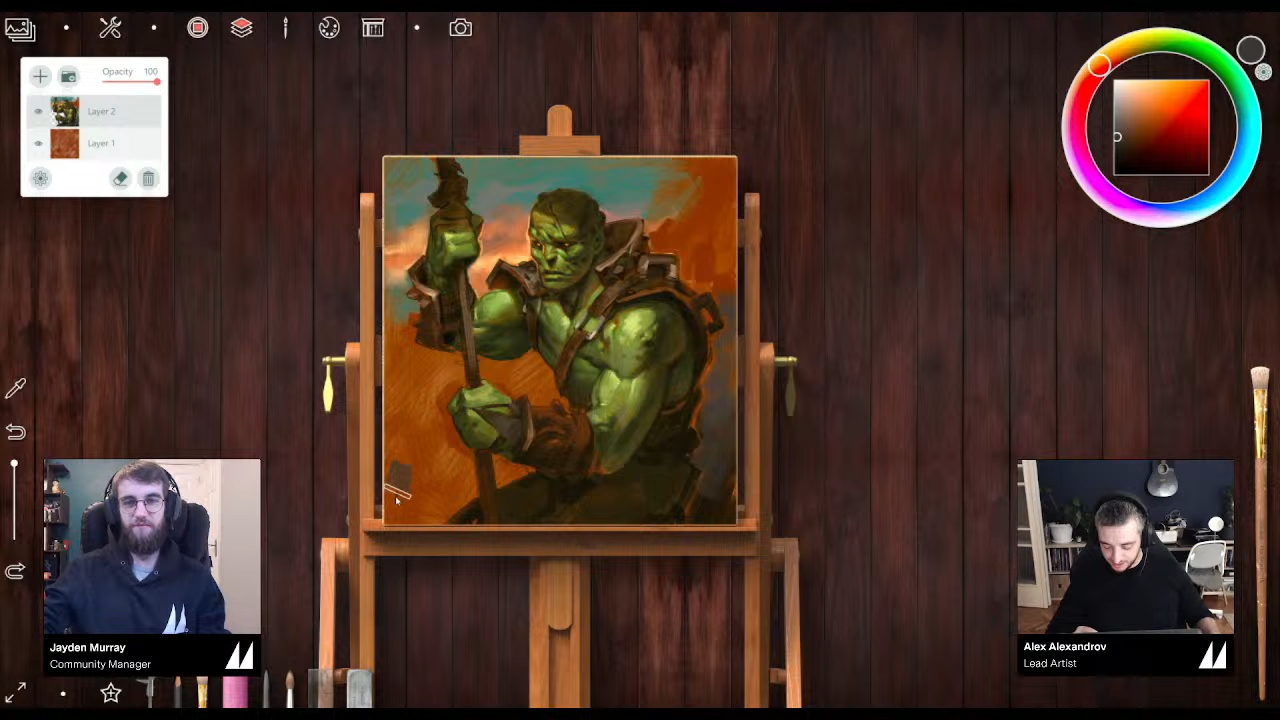 Opacity 100
Layer 2
Layer 1
Jayden Murray
Community Manager
Alex Alexandrov
Lead Artist